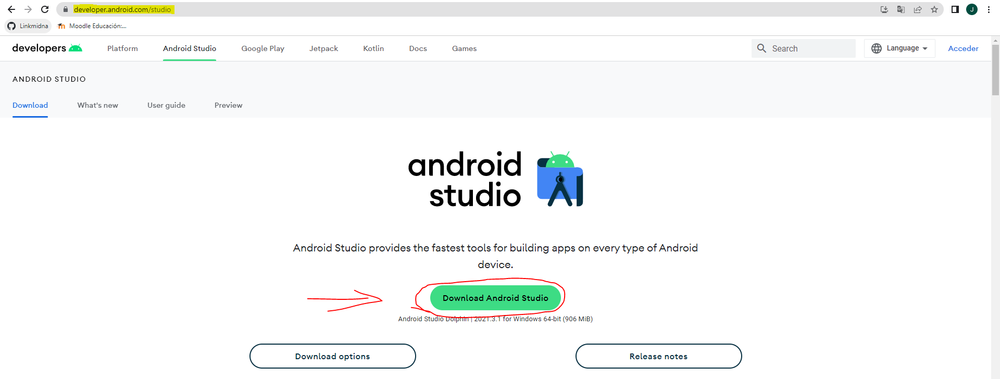 developer.android.com/studio
J
Linkmidna
Moodle Educación:...
developers
Platform
Android Studio
Google Play
Jetpack
Kotlin
Docs
Games
Search
Language
Acceder
ANDROID STUDIO
Download
What's new
User guide
Preview
android
studio
Android Studio provides the fastest tools for building apps on every type of Android
device.
Download Android Studio
Android Studio Dolphin | 2021.3.1 for Windows 64-bit (906 MiB)
Download options
Release notes